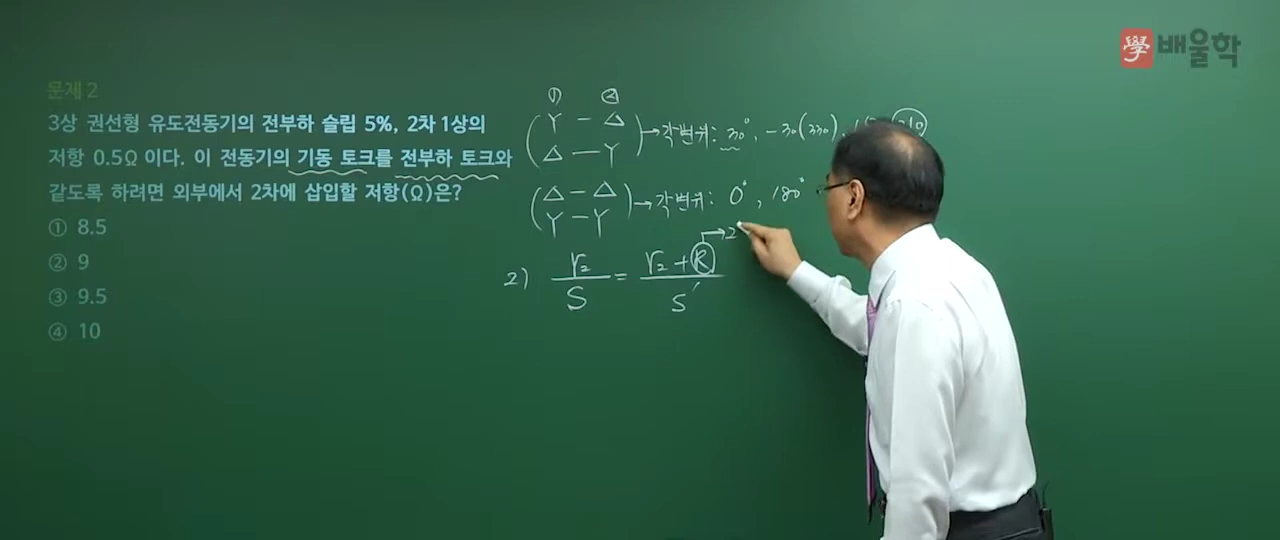 學 배울학
문제 2
3상 권선형 유도전동기의 전부하 슬립 5%, 2차 1상의
저항 0.5Ω 이다. 이 전동기의 기동 토크를 전부하 토크와
같도록 하려면 외부에서 2차에 삽입할 저항(Ω)은?
① 8.5
② 9
③ 9.5
④ 10
① ②
(Y − Δ
Δ − Y) → 각변위: 30°, −30(330),
(Δ − Δ
Y − Y) → 각변위: 0°, 180°
→ 2
2) r₂/S = (r₂ + R)/S′